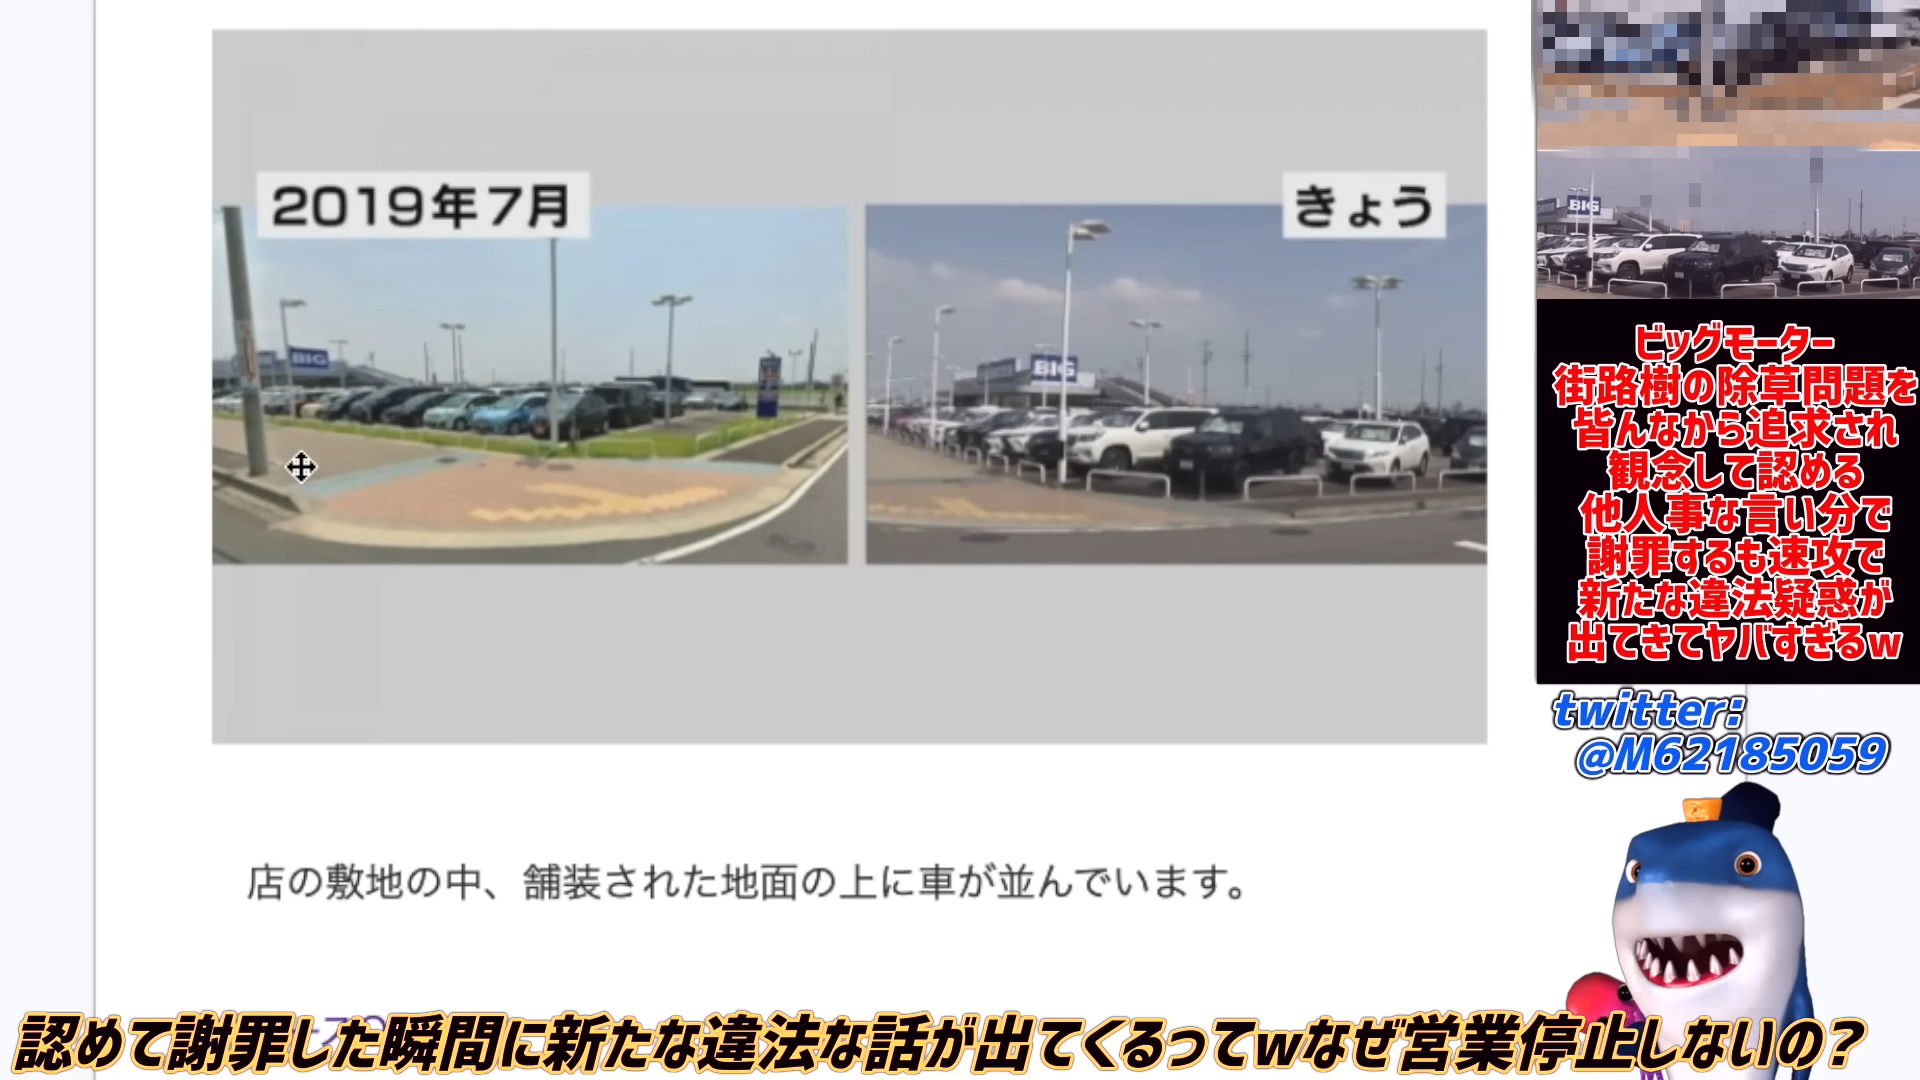 2019年7月
きょう
BIG
BIG
店の敷地の中、舗装された地面の上に車が並んでいます。
BIG
ビッグモーター
街路樹の除草問題を
皆んなから追求され
観念して認める
他人事な言い分で
謝罪するも速攻で
新たな違法疑惑が
出てきてヤバすぎるw
twitter:
@M62185059
認めて謝罪した瞬間に新たな違法な話が出てくるってwなぜ営業停止しないの?